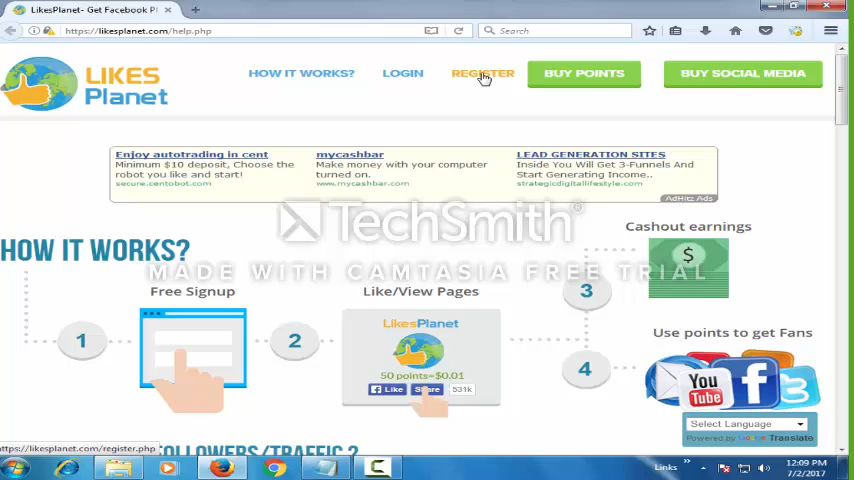 LikesPlanet- Get Facebook P
https://likesplanet.com/help.php
Search
LIKES
Planet
HOW IT WORKS?
LOGIN
REGISTER
BUY POINTS
BUY SOCIAL MEDIA
Enjoy autotrading in cent
Minimum $10 deposit, Choose the
robot you like and start!
secure.centobot.com
mycashbar
Make money with your computer
turned on.
www.mycashbar.com
LEAD GENERATION SITES
Inside You Will Get 3-Funnels And
Start Generating Income..
strategicdigitallifestyle.com
AdHitz Ads
TechSmith®
MADE WITH CAMTASIA FREE TRIAL
HOW IT WORKS?
Cashout earnings
$
Free Signup
Like/View Pages
1
2
3
4
LikesPlanet
50 points=$0.01
Like
Share
531k
Use points to get Fans
You
Tube
Select Language
Powered by Translate
https://likesplanet.com/register.php
FOLLOWERS/TRAFFIC ?
Links
12:09 PM
7/2/2017